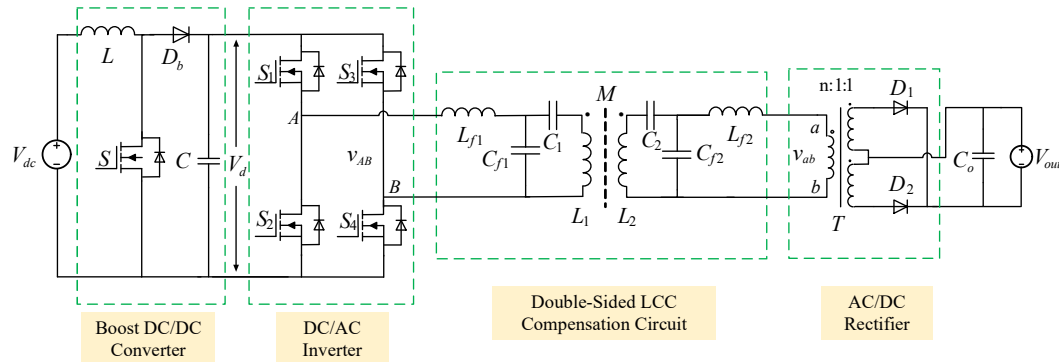 L
D_b
V_dc
S
C
V_d
S_1
S_3
S_2
S_4
A
v_AB
B
L_f1
C_f1
C_1
M
L_1
L_2
C_2
C_f2
L_f2
n:1:1
a
v_ab
b
T
D_1
D_2
C_o
V_out
Boost DC/DC
Converter
DC/AC
Inverter
Double-Sided LCC
Compensation Circuit
AC/DC
Rectifier